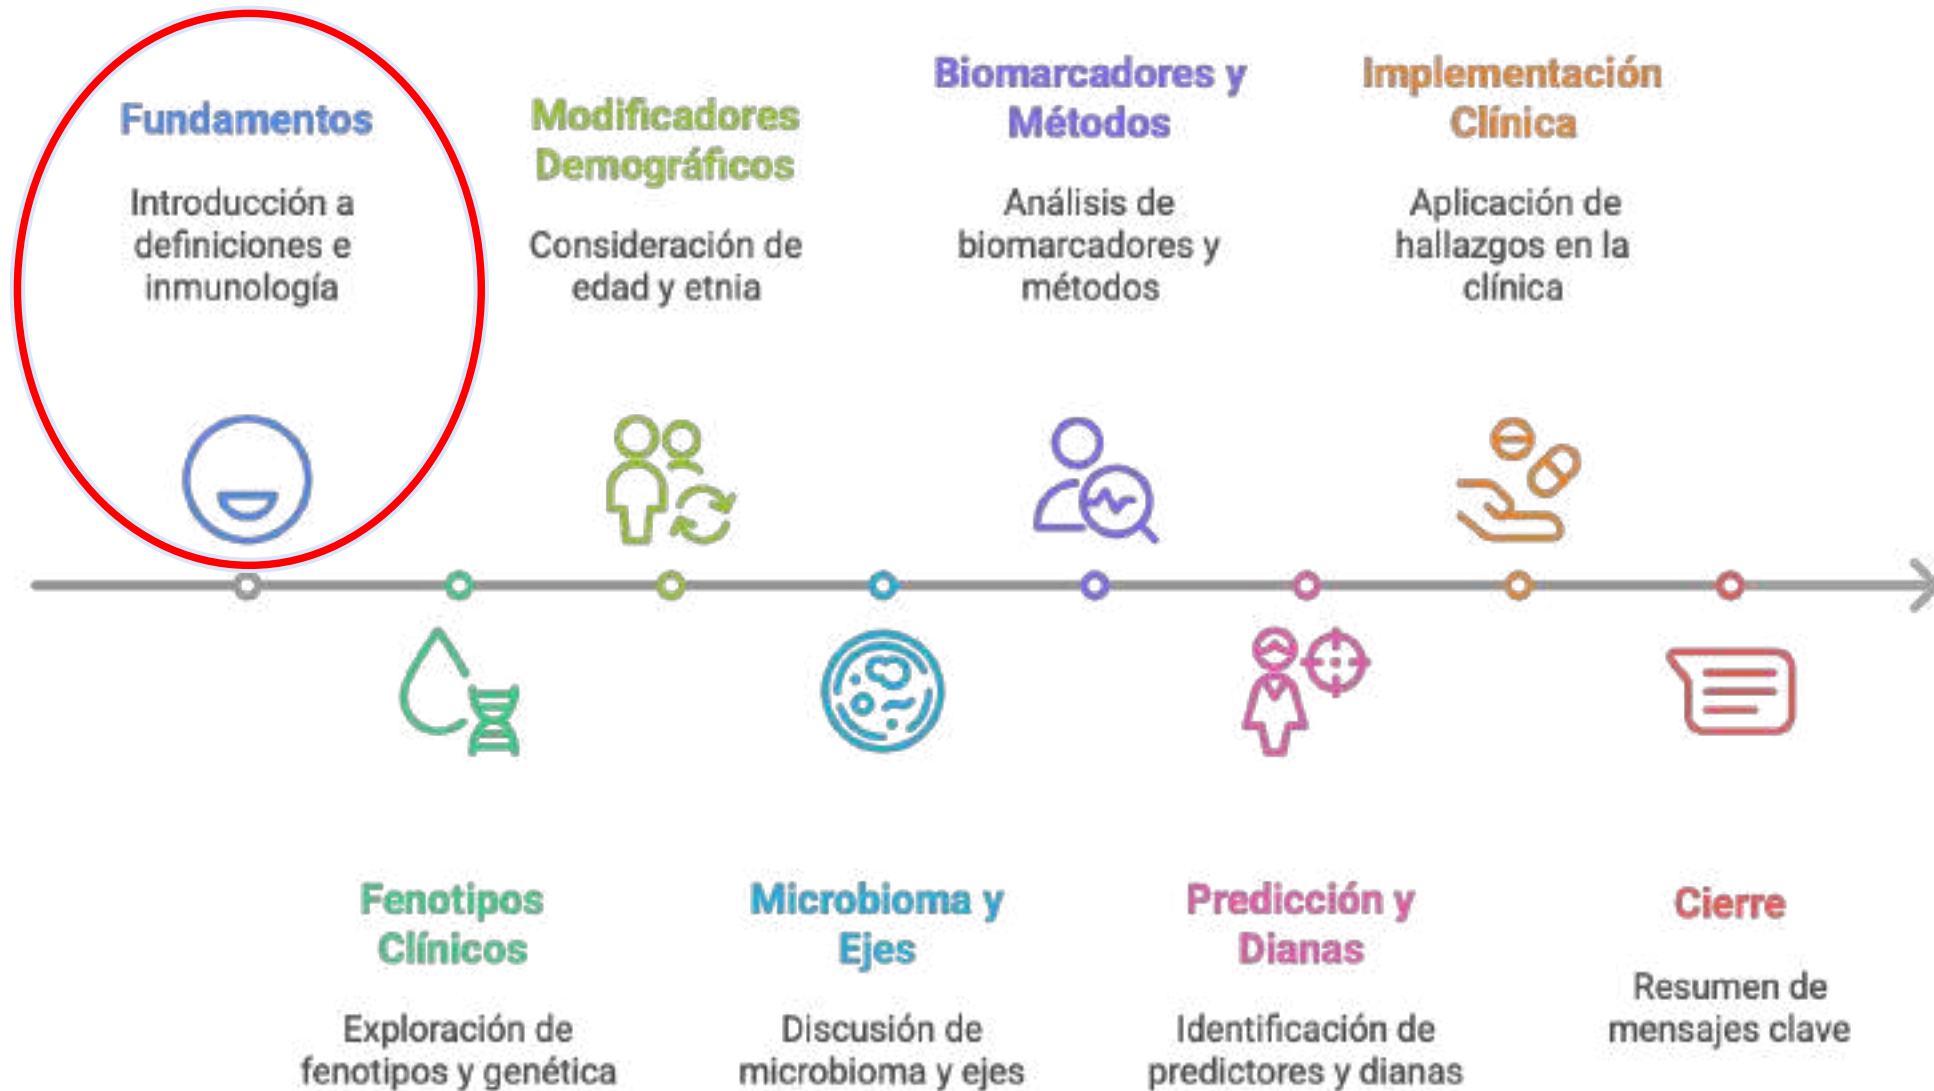 Fundamentos
Introducción a
definiciones e
inmunología
Modificadores
Demográficos
Consideración de
edad y etnia
Biomarcadores y
Métodos
Análisis de
biomarcadores y
métodos
Implementación
Clínica
Aplicación de
hallazgos en la
clínica
Fenotipos
Clínicos
Exploración de
fenotipos y genética
Microbioma y
Ejes
Discusión de
microbioma y ejes
Predicción y
Dianas
Identificación de
predictores y dianas
Cierre
Resumen de
mensajes clave